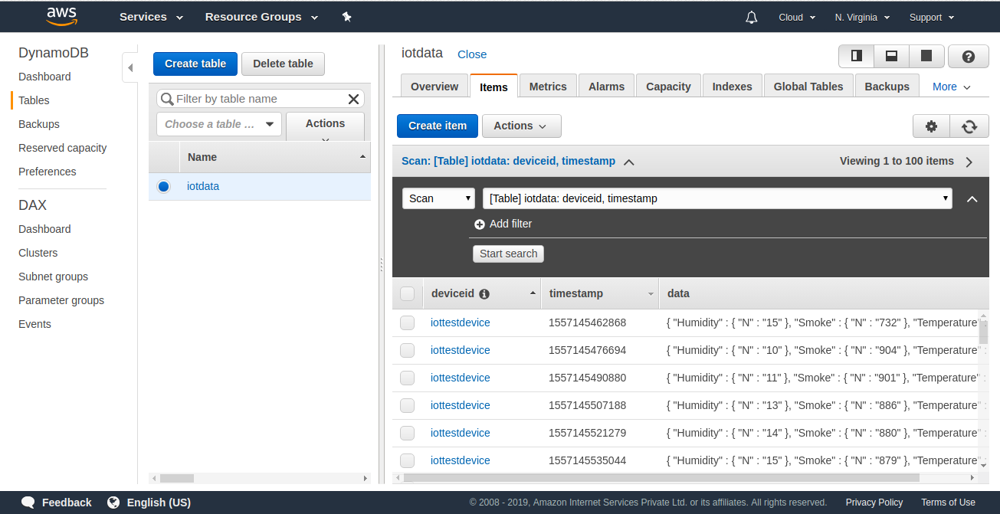 aws Services Resource Groups Cloud N. Virginia Support
DynamoDB
Dashboard
Tables
Backups
Reserved capacity
Preferences
DAX
Dashboard
Clusters
Subnet groups
Parameter groups
Events
Create table Delete table
Filter by table name
Choose a table ... Actions
Name
iotdata
iotdata Close
Overview Items Metrics Alarms Capacity Indexes Global Tables Backups More
Create item Actions
Scan: [Table] iotdata: deviceid, timestamp Viewing 1 to 100 items
Scan [Table] iotdata: deviceid, timestamp
Add filter
Start search
deviceid timestamp data
iottestdevice 1557145462868 { "Humidity" : { "N" : "15" }, "Smoke" : { "N" : "732" }, "Temperature" :
iottestdevice 1557145476694 { "Humidity" : { "N" : "10" }, "Smoke" : { "N" : "904" }, "Temperature" :
iottestdevice 1557145490880 { "Humidity" : { "N" : "11" }, "Smoke" : { "N" : "901" }, "Temperature" :
iottestdevice 1557145507188 { "Humidity" : { "N" : "13" }, "Smoke" : { "N" : "886" }, "Temperature" :
iottestdevice 1557145521279 { "Humidity" : { "N" : "14" }, "Smoke" : { "N" : "880" }, "Temperature" :
iottestdevice 1557145535044 { "Humidity" : { "N" : "15" }, "Smoke" : { "N" : "879" }, "Temperature" :
Feedback English (US) © 2008 - 2019, Amazon Internet Services Private Ltd. or its affiliates. All rights reserved. Privacy Policy Terms of Use